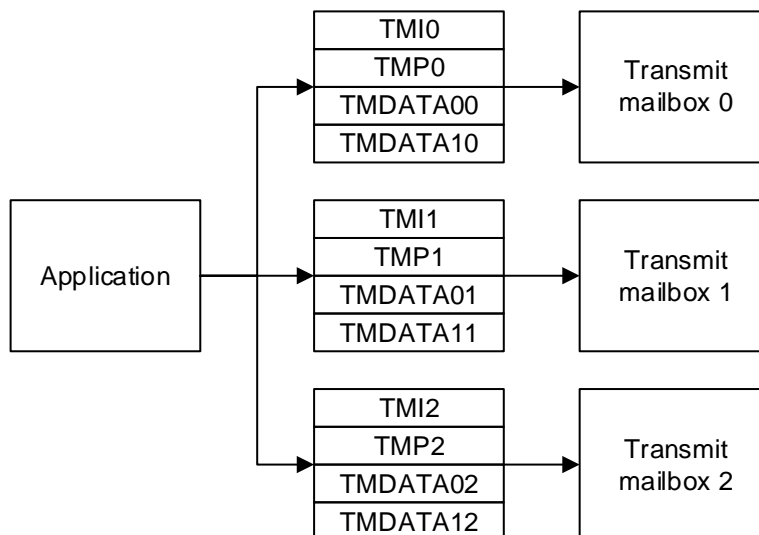 TMI0
TMP0
TMDATA00
TMDATA10
Transmit
mailbox 0
Application
TMI1
TMP1
TMDATA01
TMDATA11
Transmit
mailbox 1
TMI2
TMP2
TMDATA02
TMDATA12
Transmit
mailbox 2